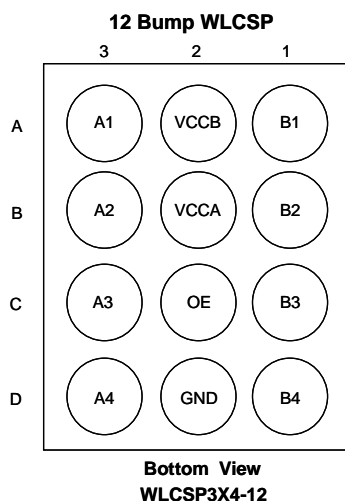 12 Bump WLCSP
3 2 1
A A1 VCCB B1
B A2 VCCA B2
C A3 OE B3
D A4 GND B4
Bottom View
WLCSP3X4-12